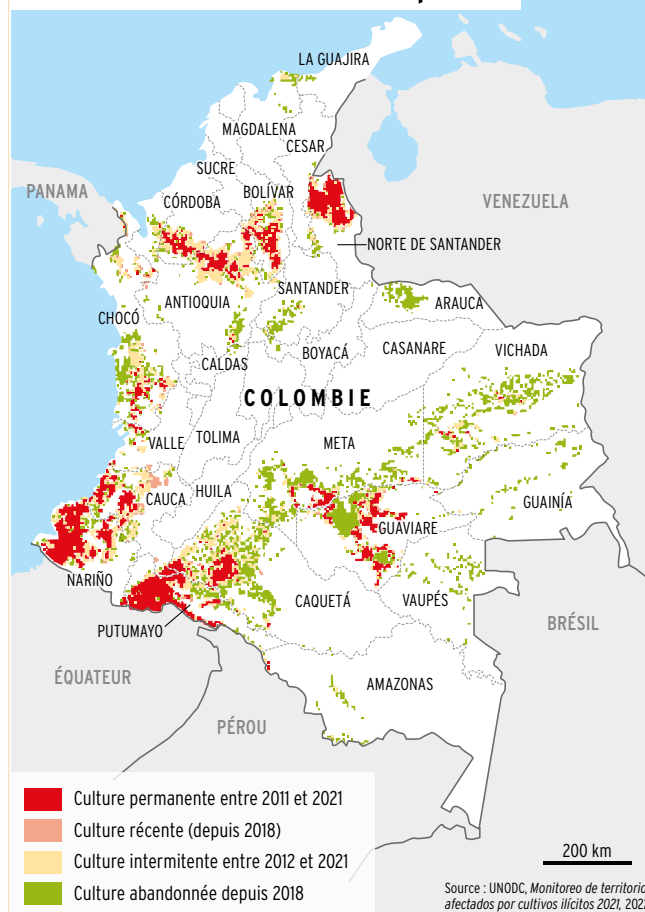 LA GUAJIRA
MAGDALENA
CESAR
SUCRE
PANAMA
BOLÍVAR
CÓRDOBA
VENEZUELA
NORTE DE SANTANDER
SANTANDER
ANTIOQUIA
ARAUCA
CHOCÓ
BOYACÁ
CASANARE
VICHADA
CALDAS
COLOMBIE
VALLE
TOLIMA
META
CAUCA
HUILA
GUAINÍA
GUAVIARE
NARIÑO
CAQUETÁ
VAUPÉS
BRÉSIL
PUTUMAYO
ÉQUATEUR
AMAZONAS
PÉROU
Culture permanente entre 2011 et 2021
Culture récente (depuis 2018)
Culture intermitente entre 2012 et 2021
Culture abandonnée depuis 2018
200 km
Source : UNODC, Monitoreo de territorio
afectados por cultivos ilícitos 2021, 202